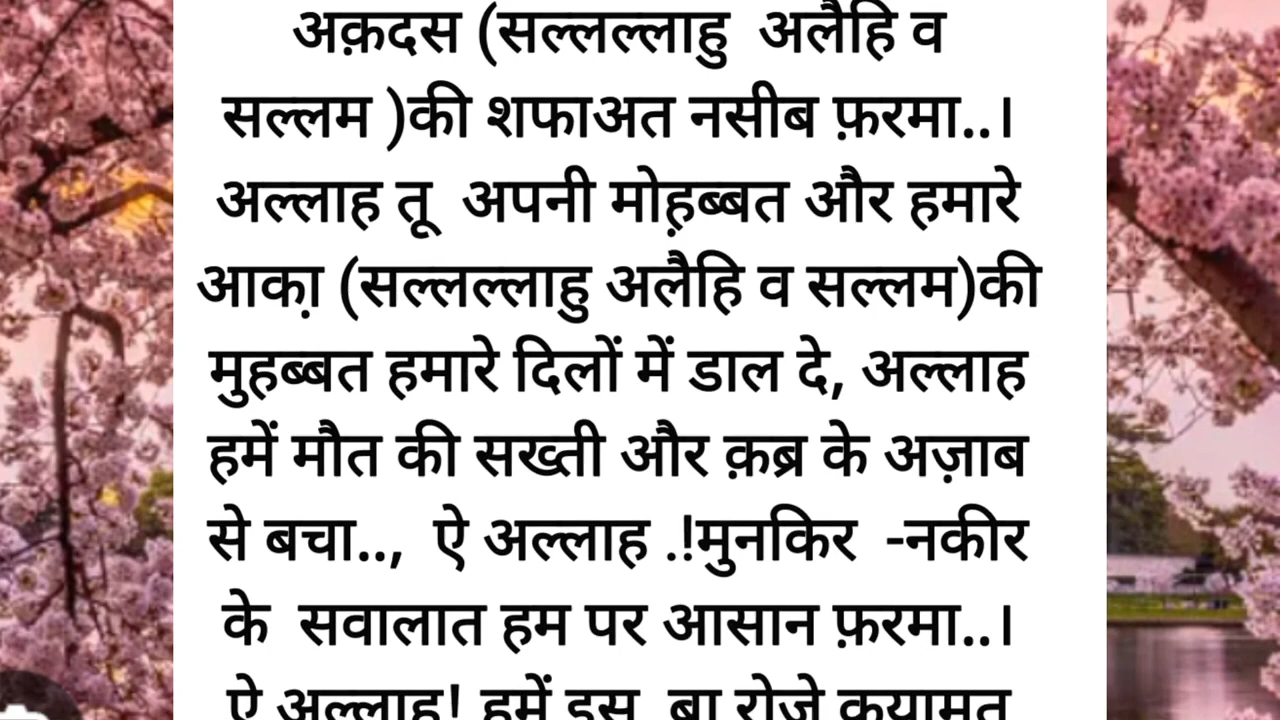 अक़दस (सल्लल्लाहु  अलैहि व
सल्लम )की शफाअत नसीब फ़रमा..।
अल्लाह तू  अपनी मोह़ब्बत और हमारे
आका़ (सल्लल्लाहु अलैहि व सल्लम)की
मुहब्बत हमारे दिलों में डाल दे, अल्लाह
हमें मौत की सख्ती और क़ब्र के अज़ाब
से बचा..,  ऐ अल्लाह .!मुनकिर  -नकीर
के  सवालात हम पर आसान फ़रमा..।
ऐ अल्लाह! हमें